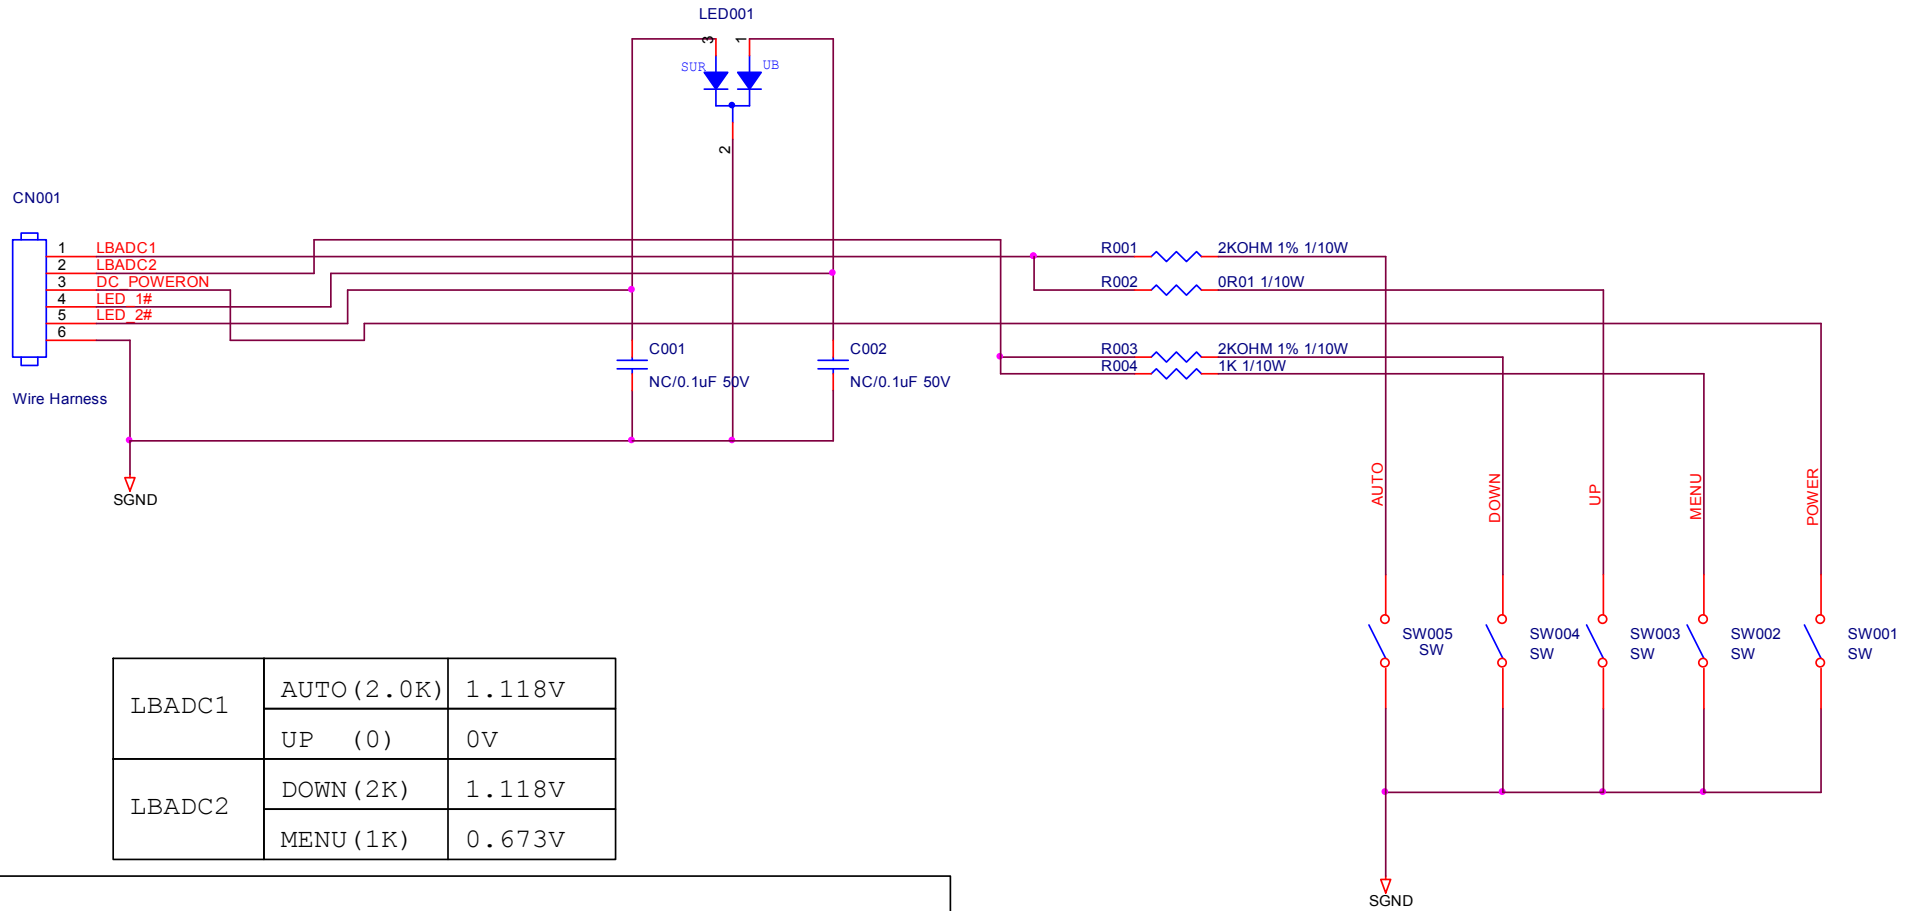 LED001
3
1
SUR
UB
2
CN001
1 LBADC1
2 LBADC2
3 DC_POWERON
4 LED_1#
5 LED_2#
6
Wire Harness
SGND
C001
NC/0.1uF 50V
C002
NC/0.1uF 50V
R001 2KOHM 1% 1/10W
R002 0R01 1/10W
R003 2KOHM 1% 1/10W
R004 1K 1/10W
AUTO
DOWN
UP
MENU
POWER
SW005
SW
SW004
SW
SW003
SW
SW002
SW
SW001
SW
SGND
LBADC1
AUTO(2.0K) 1.118V
UP (0) 0V
LBADC2
DOWN(2K) 1.118V
MENU(1K) 0.673V